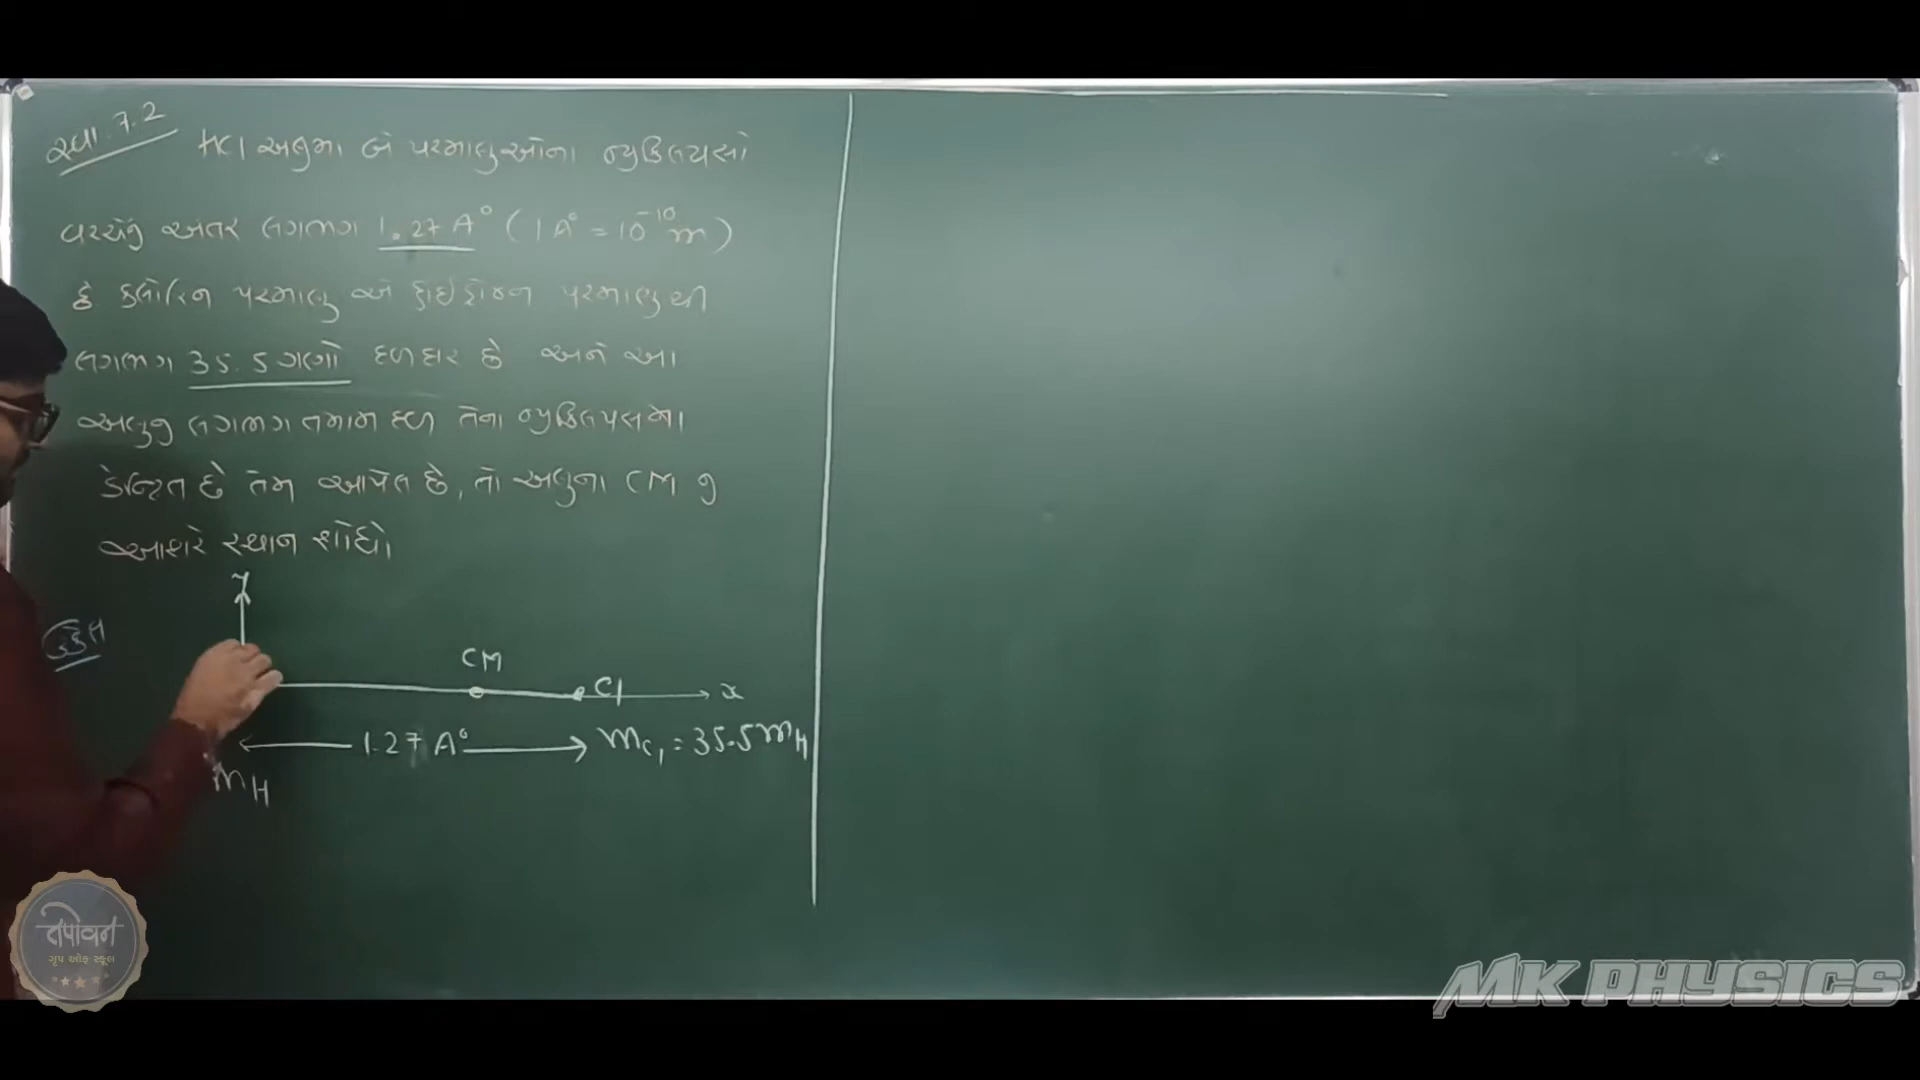 સ્વા. 7.2
HCl અણુમાં બે પરમાણુઓના ન્યુક્લિયસો
વચ્ચેનું અંતર લગભગ 1.27 A° (1 A° = 10⁻¹⁰ m)
છે ક્લોરિન પરમાણુ એ હાઇડ્રોજન પરમાણુથી
લગભગ 35.5 ગણો દળદાર છે અને આ
અણુનું લગભગ તમામ દળ તેના ન્યુક્લિયસમાં
કેન્દ્રિત છે તેમ આપેલ છે, તો અણુના CM નુ
આશરે સ્થાન શોધો.
ઉકેલ
y
CM
Cl
x
1.27 A°
mCl = 35.5 mH
mH
તપોવન
ગ્રુપ ઓફ સ્કૂલ
MK PHYSICS